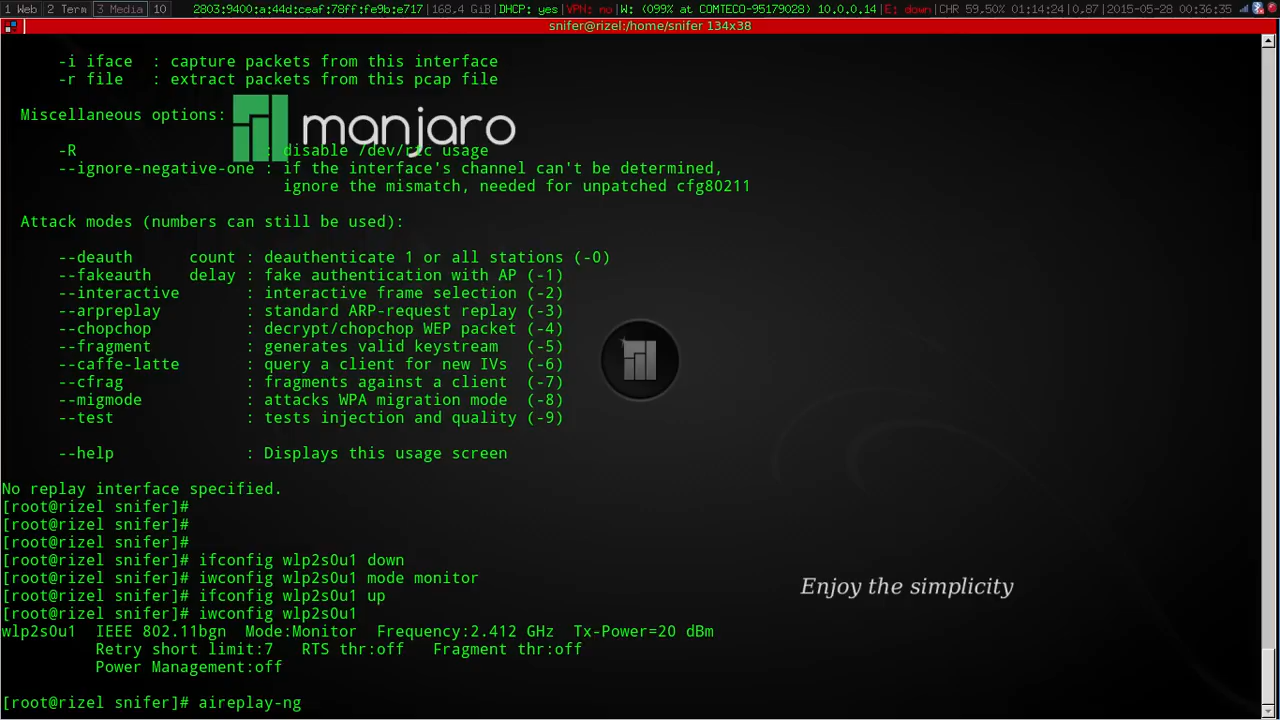 1 Web 2 Term 3 Media 10 2803:9400:a:44d:ceaf:78ff:fe9b:e717|168.4 GiB|DHCP: yes|VPN: no|W: (099% at COMTECO-95179028) 10.0.0.14|E: down|CHR 59,50% 01:14:24|0,87|2015-05-28 00:36:35
snifer@rizel:/home/snifer 134x38
-i iface : capture packets from this interface
-r file : extract packets from this pcap file
Miscellaneous options:
manjaro
-R : disable /dev/rtc usage
--ignore-negative-one : if the interface's channel can't be determined,
ignore the mismatch, needed for unpatched cfg80211
Attack modes (numbers can still be used):
--deauth count : deauthenticate 1 or all stations (-0)
--fakeauth delay : fake authentication with AP (-1)
--interactive : interactive frame selection (-2)
--arpreplay : standard ARP-request replay (-3)
--chopchop : decrypt/chopchop WEP packet (-4)
--fragment : generates valid keystream (-5)
--caffe-latte : query a client for new IVs (-6)
--cfrag : fragments against a client (-7)
--migmode : attacks WPA migration mode (-8)
--test : tests injection and quality (-9)
--help : Displays this usage screen
No replay interface specified.
[root@rizel snifer]#
[root@rizel snifer]#
[root@rizel snifer]#
[root@rizel snifer]# ifconfig wlp2s0u1 down
[root@rizel snifer]# iwconfig wlp2s0u1 mode monitor
[root@rizel snifer]# ifconfig wlp2s0u1 up
[root@rizel snifer]# iwconfig wlp2s0u1
wlp2s0u1 IEEE 802.11bgn Mode:Monitor Frequency:2.412 GHz Tx-Power=20 dBm
Retry short limit:7 RTS thr:off Fragment thr:off
Power Management:off
[root@rizel snifer]# aireplay-ng
Enjoy the simplicity